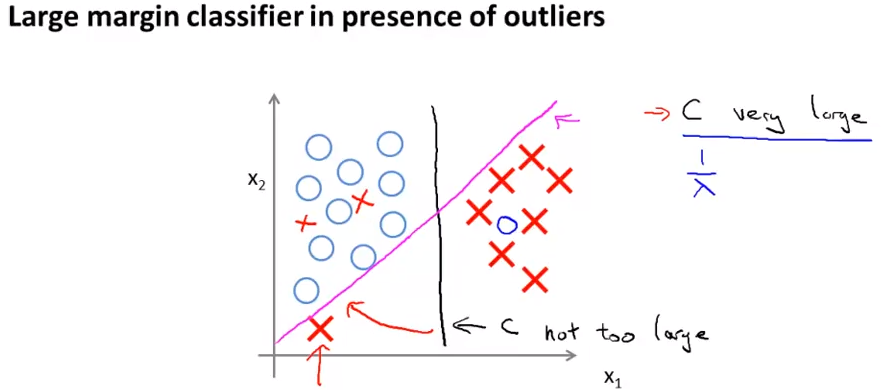 Large margin classifier in presence of outliers
C very large
1
λ
x2
C not too large
x1